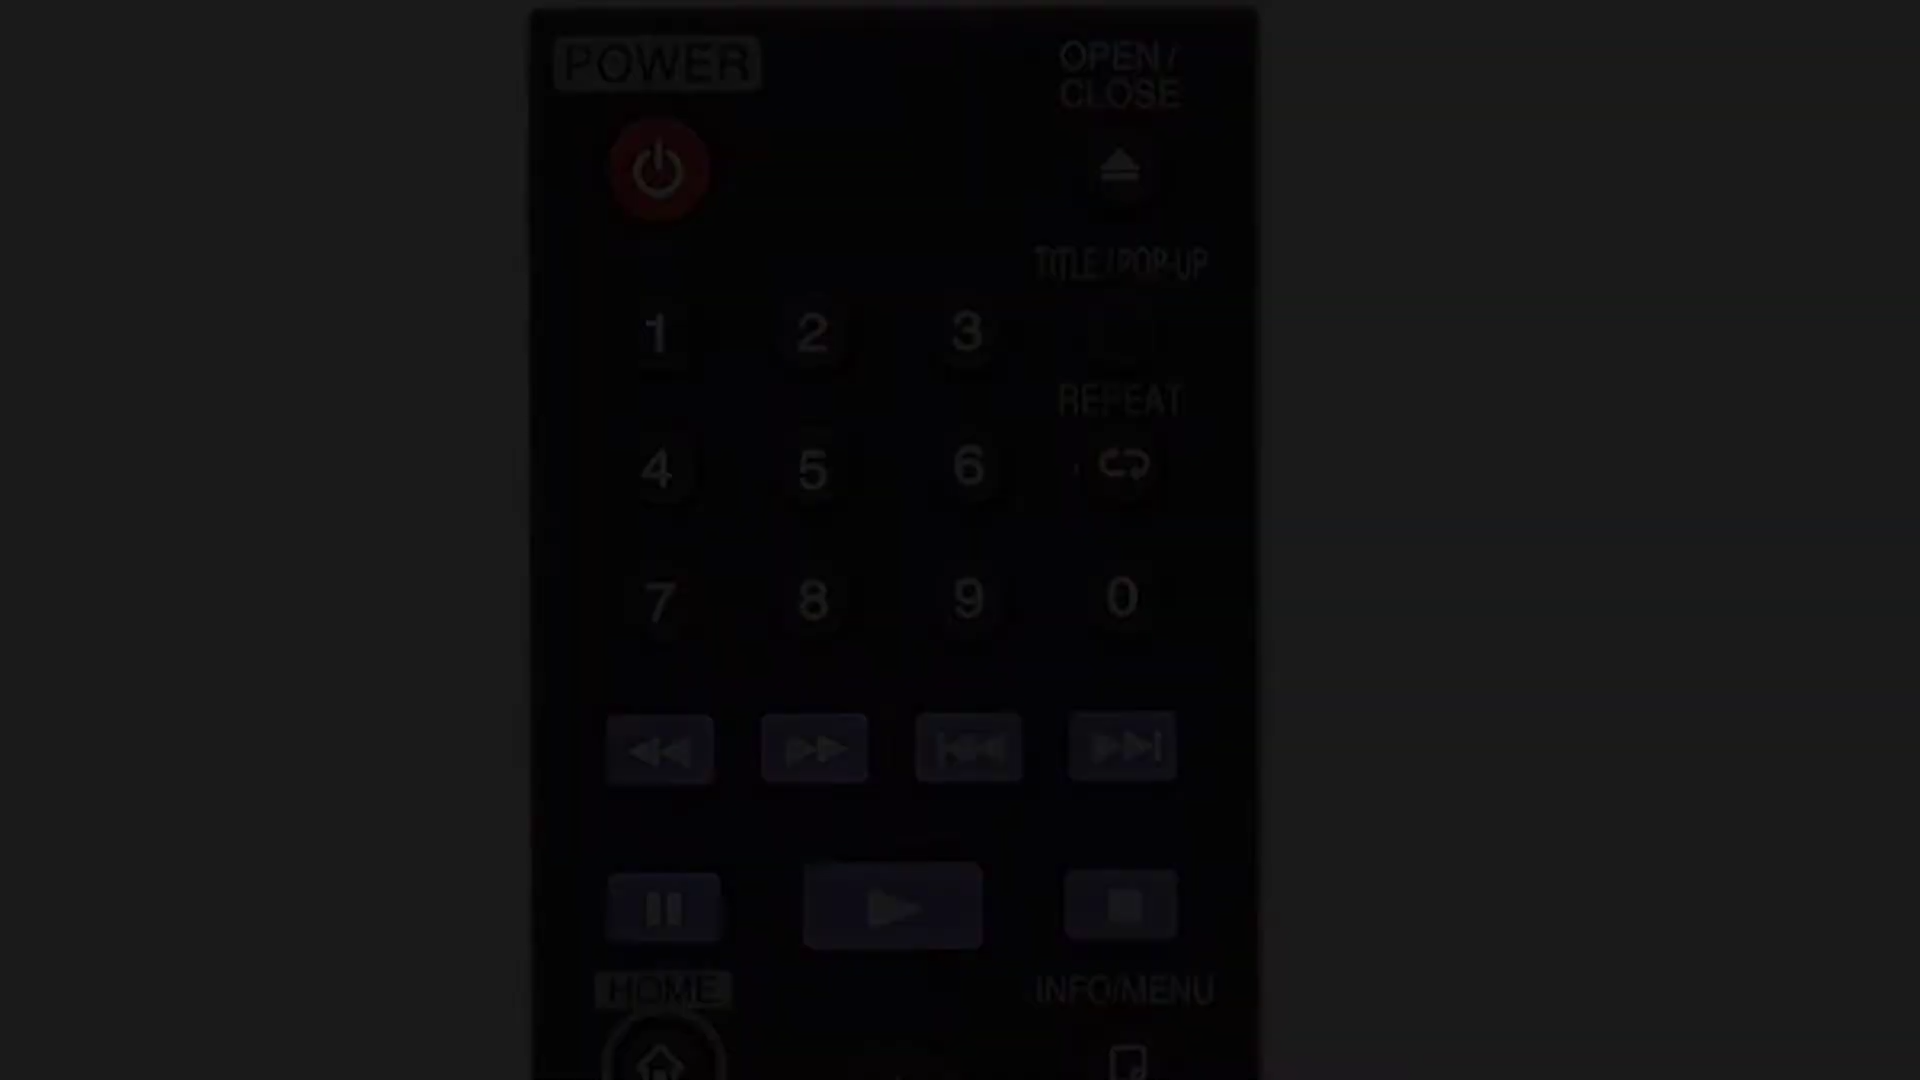 POWER
OPEN /
CLOSE
TITLE / POP-UP
1 2 3
REPEAT
4 5 6
7 8 9 0
HOME
INFO/MENU